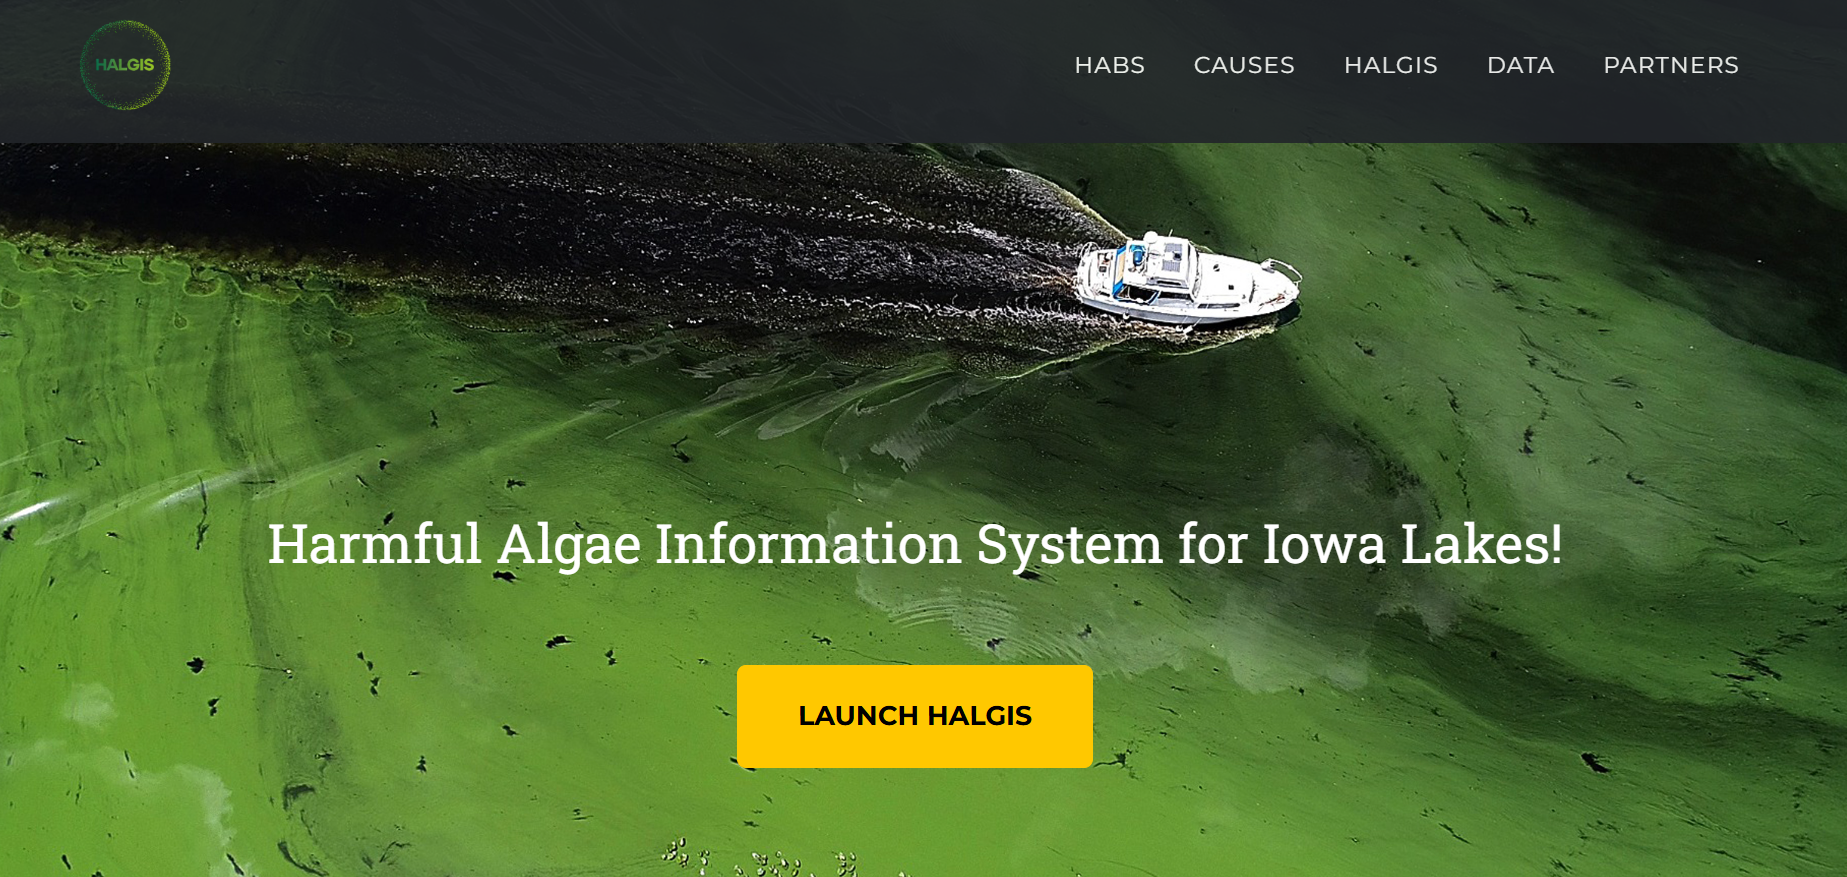 HALGIS
HABS CAUSES HALGIS DATA PARTNERS
Harmful Algae Information System for Iowa Lakes!
LAUNCH HALGIS